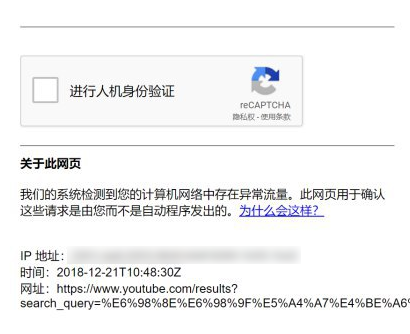 进行人机身份验证
reCAPTCHA
隐私权 - 使用条款
关于此网页
我们的系统检测到您的计算机网络中存在异常流量。此网页用于确认
这些请求是由您而不是自动程序发出的。为什么会这样？
IP 地址：
时间：2018-12-21T10:48:30Z
网址：https://www.youtube.com/results?
search_query=%E6%98%8E%E6%98%9F%E5%A4%A7%E4%BE%A6